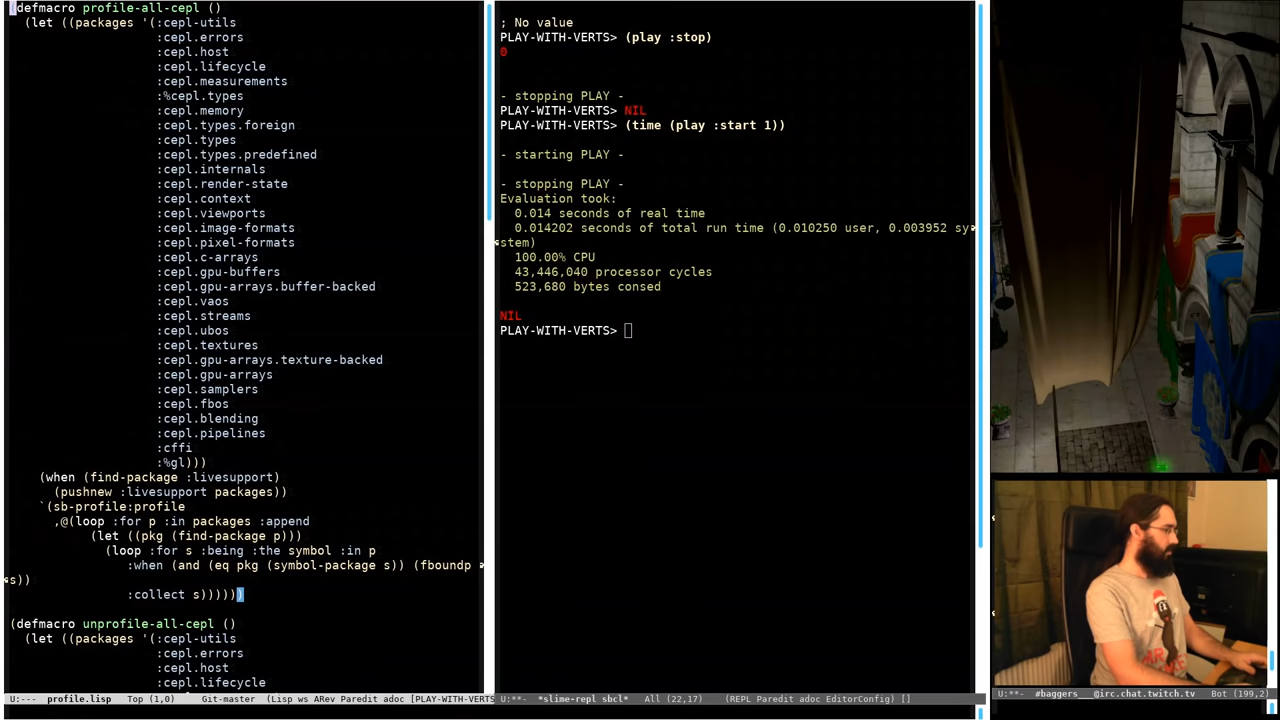 (defmacro profile-all-cepl ()
(let ((packages '(:cepl-utils
:cepl.errors
:cepl.host
:cepl.lifecycle
:cepl.measurements
:%cepl.types
:cepl.memory
:cepl.types.foreign
:cepl.types
:cepl.types.predefined
:cepl.internals
:cepl.render-state
:cepl.context
:cepl.viewports
:cepl.image-formats
:cepl.pixel-formats
:cepl.c-arrays
:cepl.gpu-buffers
:cepl.gpu-arrays.buffer-backed
:cepl.vaos
:cepl.streams
:cepl.ubos
:cepl.textures
:cepl.gpu-arrays.texture-backed
:cepl.gpu-arrays
:cepl.samplers
:cepl.fbos
:cepl.blending
:cepl.pipelines
:cffi
:%gl)))
(when (find-package :livesupport)
(pushnew :livesupport packages))
`(sb-profile:profile
,@(loop :for p :in packages :append
(let ((pkg (find-package p)))
(loop :for s :being :the symbol :in p
:when (and (eq pkg (symbol-package s)) (fboundp
s))
:collect s))))))
(defmacro unprofile-all-cepl ()
(let ((packages '(:cepl-utils
:cepl.errors
:cepl.host
:cepl.lifecycle
U:--- profile.lisp Top (1,0) Git-master (Lisp ws ARev Paredit adoc [PLAY-WITH-VERTS
; No value
PLAY-WITH-VERTS> (play :stop)
0
- stopping PLAY -
PLAY-WITH-VERTS> NIL
PLAY-WITH-VERTS> (time (play :start 1))
- starting PLAY -
- stopping PLAY -
Evaluation took:
0.014 seconds of real time
0.014202 seconds of total run time (0.010250 user, 0.003952 sy
stem)
100.00% CPU
43,446,040 processor cycles
523,680 bytes consed
NIL
PLAY-WITH-VERTS>
U:**- *slime-repl sbcl* All (22,17) (REPL Paredit adoc EditorConfig) []
U:**- #baggers___@irc.chat.twitch.tv Bot (199,2)